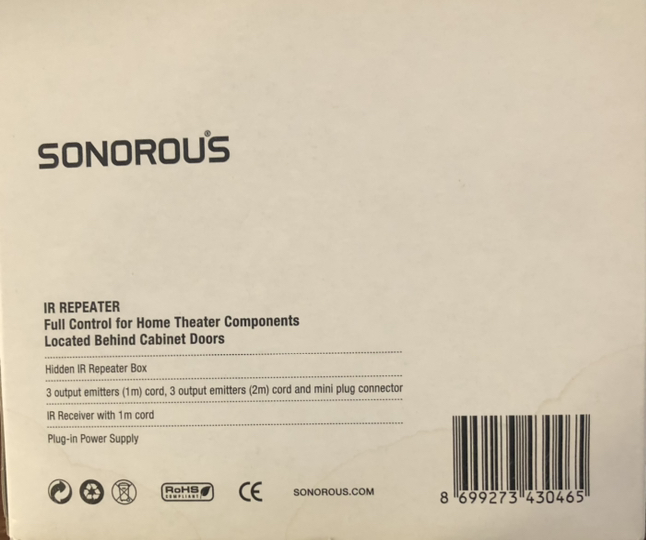 SONOROUS®
IR REPEATER
Full Control for Home Theater Components
Located Behind Cabinet Doors
Hidden IR Repeater Box
3 output emitters (1m) cord, 3 output emitters (2m) cord and mini plug connector
IR Receiver with 1m cord
Plug-in Power Supply
RoHS
COMPLIANT
CE
SONOROUS.COM
8 699273 430465